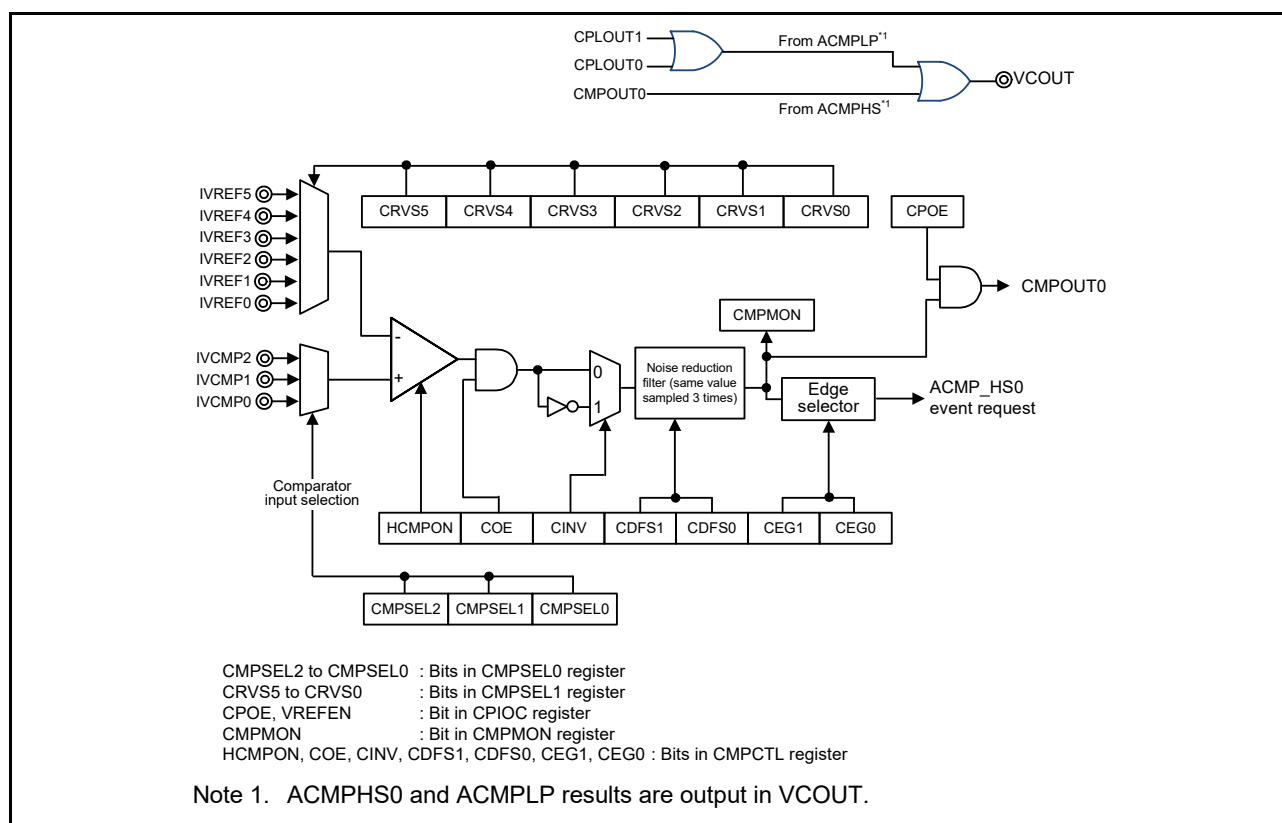 CPLOUT1
CPLOUT0
CMPOUT0
From ACMPLP*1
From ACMPHS*1
VCOUT
IVREF5
IVREF4
IVREF3
IVREF2
IVREF1
IVREF0
CRVS5 CRVS4 CRVS3 CRVS2 CRVS1 CRVS0
CPOE
CMPOUT0
IVCMP2
IVCMP1
IVCMP0
-
+
0
1
CMPMON
Noise reduction
filter (same value
sampled 3 times)
Edge
selector
ACMP_HS0
event request
Comparator
input selection
HCMPON COE CINV CDFS1 CDFS0 CEG1 CEG0
CMPSEL2 CMPSEL1 CMPSEL0
CMPSEL2 to CMPSEL0 : Bits in CMPSEL0 register
CRVS5 to CRVS0 : Bits in CMPSEL1 register
CPOE, VREFEN : Bit in CPIOC register
CMPMON : Bit in CMPMON register
HCMPON, COE, CINV, CDFS1, CDFS0, CEG1, CEG0 : Bits in CMPCTL register
Note 1. ACMPHS0 and ACMPLP results are output in VCOUT.